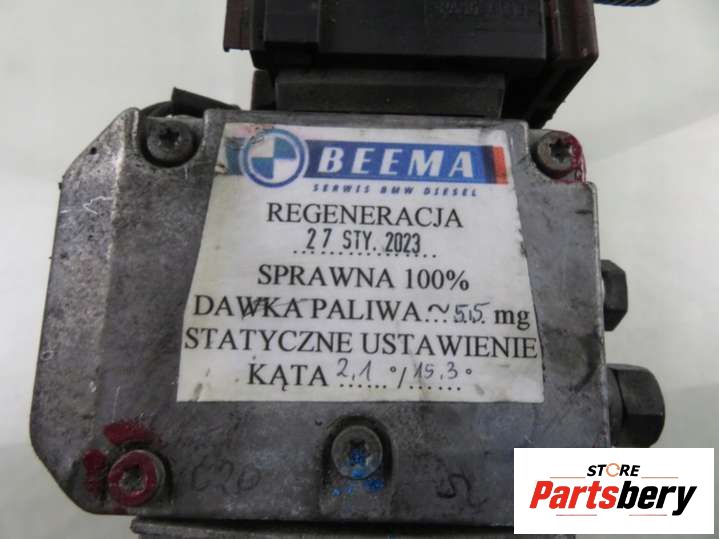 BEEMA
SERWIS BMW DIESEL
REGENERACJA
27 STY. 2023
SPRAWNA 100%
DAWKA PALIWA..~5.5.. mg
STATYCZNE USTAWIENIE
KĄTA 2,1 °/15,3°
STORE
Partsbery